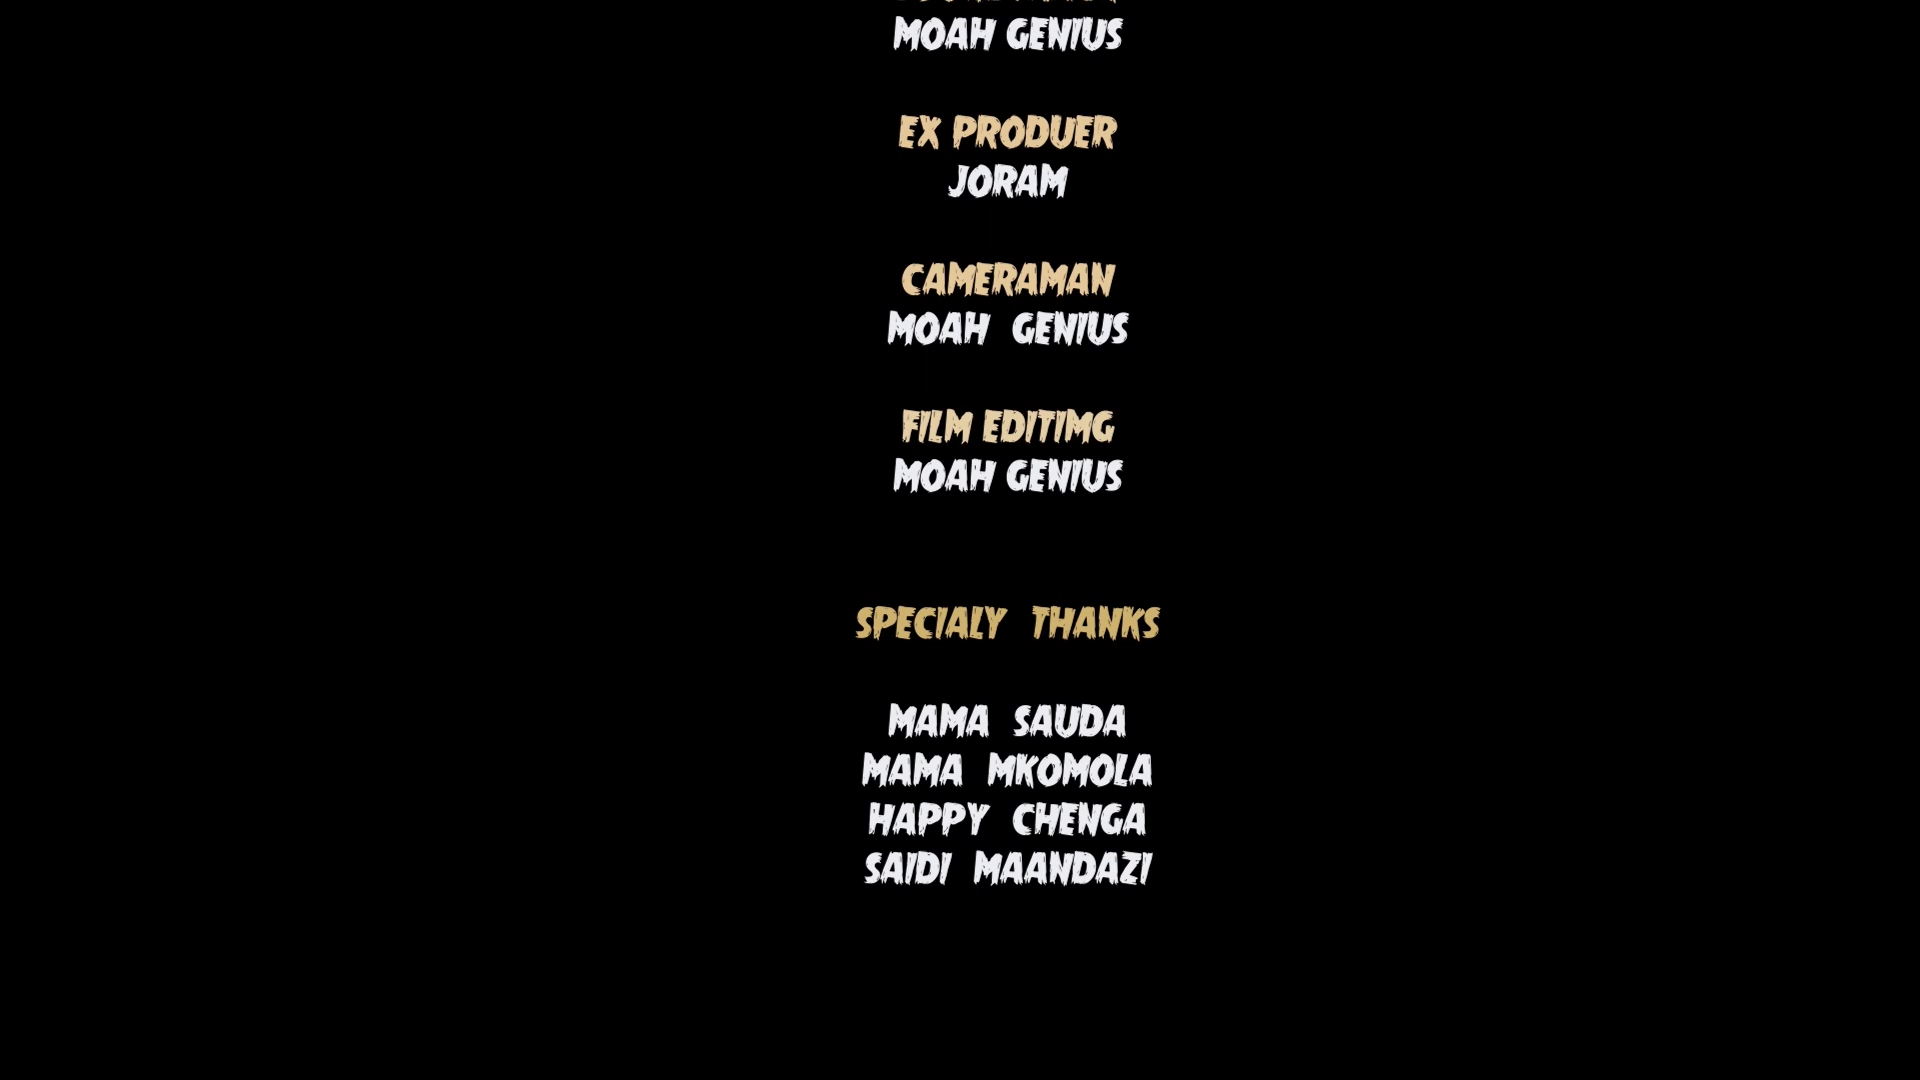 MOAH GENIUS
EX PRODUER
JORAM
CAMERAMAN
MOAH GENIUS
FILM EDITIMG
MOAH GENIUS
SPECIALY THANKS
MAMA SAUDA
MAMA MKOMOLA
HAPPY CHENGA
SAIDI MAANDAZI